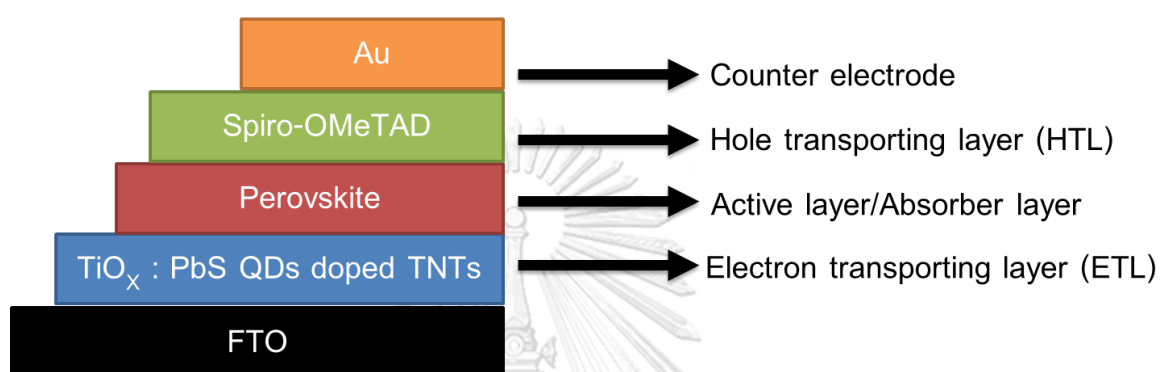 Au
Counter electrode
Spiro-OMeTAD
Hole transporting layer (HTL)
Perovskite
Active layer/Absorber layer
TiOₓ : PbS QDs doped TNTs
Electron transporting layer (ETL)
FTO